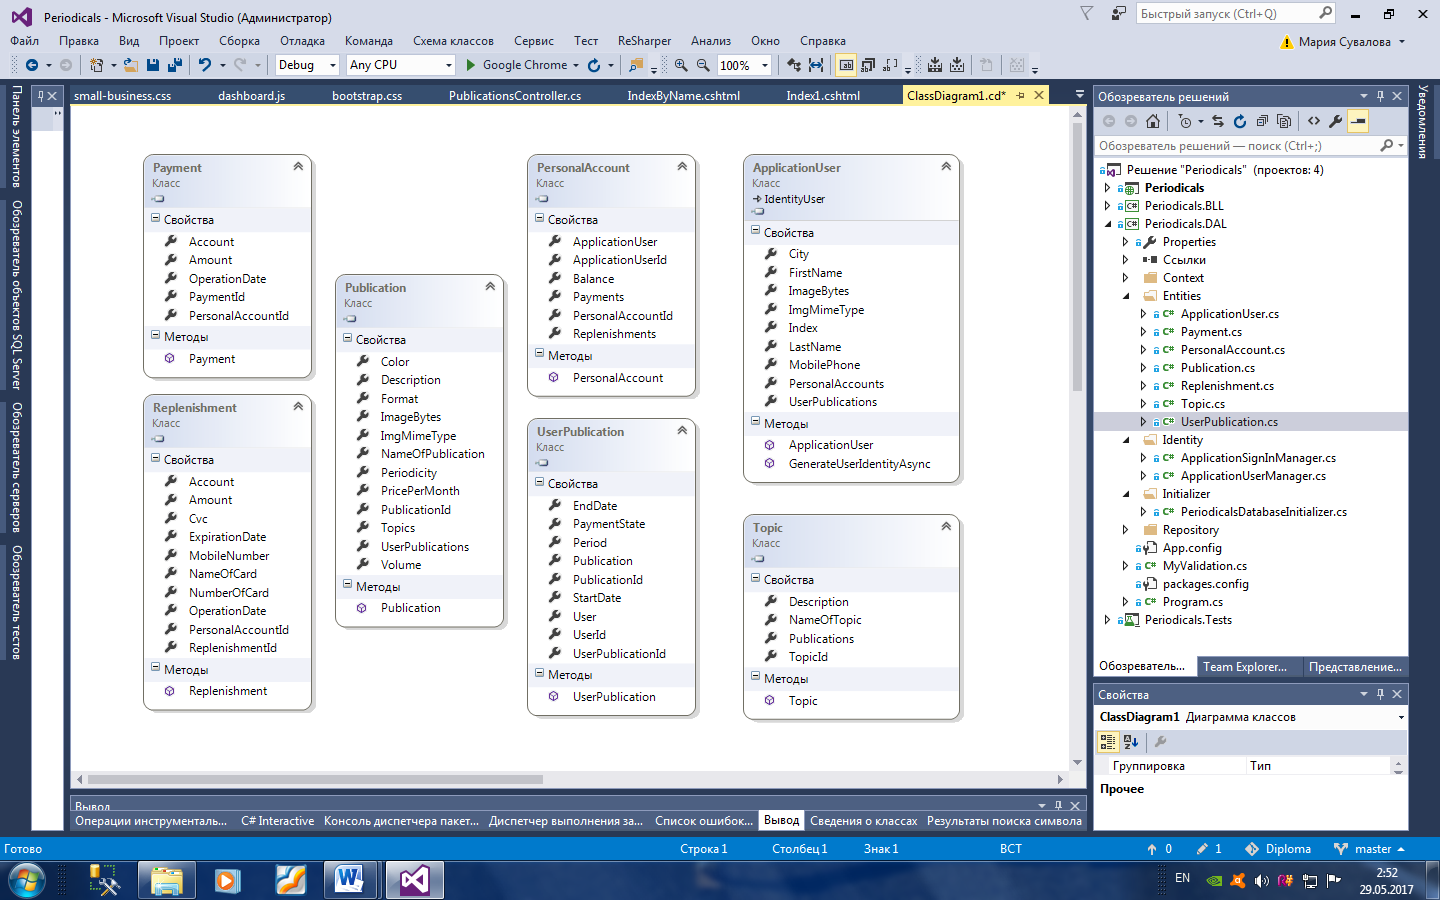 Periodicals - Microsoft Visual Studio (Администратор)
Быстрый запуск (Ctrl+Q)
Файл Правка Вид Проект Сборка Отладка Команда Схема классов Сервис Тест ReSharper Анализ Окно Справка
Мария Сувалова
Debug Any CPU Google Chrome 100%
Панель элементов
Обозреватель объектов SQL Server
Обозреватель серверов
Обозреватель тестов
small-business.css dashboard.js bootstrap.css PublicationsController.cs IndexByName.cshtml Index1.cshtml ClassDiagram1.cd*
Payment
Класс
Свойства
Account
Amount
OperationDate
PaymentId
PersonalAccountId
Методы
Payment
Replenishment
Класс
Свойства
Account
Amount
Cvc
ExpirationDate
MobileNumber
NameOfCard
NumberOfCard
OperationDate
PersonalAccountId
ReplenishmentId
Методы
Replenishment
Publication
Класс
Свойства
Color
Description
Format
ImageBytes
ImgMimeType
NameOfPublication
Periodicity
PricePerMonth
PublicationId
Topics
UserPublications
Volume
Методы
Publication
PersonalAccount
Класс
Свойства
ApplicationUser
ApplicationUserId
Balance
Payments
PersonalAccountId
Replenishments
Методы
PersonalAccount
UserPublication
Класс
Свойства
EndDate
PaymentState
Period
Publication
PublicationId
StartDate
User
UserId
UserPublicationId
Методы
UserPublication
ApplicationUser
Класс
IdentityUser
Свойства
City
FirstName
ImageBytes
ImgMimeType
Index
LastName
MobilePhone
PersonalAccounts
UserPublications
Методы
ApplicationUser
GenerateUserIdentityAsync
Topic
Класс
Свойства
Description
NameOfTopic
Publications
TopicId
Методы
Topic
Обозреватель решений
Обозреватель решений — поиск (Ctrl+;)
Решение "Periodicals" (проектов: 4)
Periodicals
Periodicals.BLL
Periodicals.DAL
Properties
Ссылки
Context
Entities
ApplicationUser.cs
Payment.cs
PersonalAccount.cs
Publication.cs
Replenishment.cs
Topic.cs
UserPublication.cs
Identity
ApplicationSignInManager.cs
ApplicationUserManager.cs
Initializer
PeriodicalsDatabaseInitializer.cs
Repository
App.config
MyValidation.cs
packages.config
Program.cs
Periodicals.Tests
Обозреватель... Team Explorer... Представление...
Уведомления
Свойства
ClassDiagram1 Диаграмма классов
Группировка Тип
Прочее
Вывод
Операции инструменталь... C# Interactive Консоль диспетчера пакет... Диспетчер выполнения за... Список ошибок... Вывод Сведения о классах Результаты поиска символа
Готово Строка 1 Столбец 1 Знак 1 ВСТ 0 1 Diploma master
EN
2:52
29.05.2017